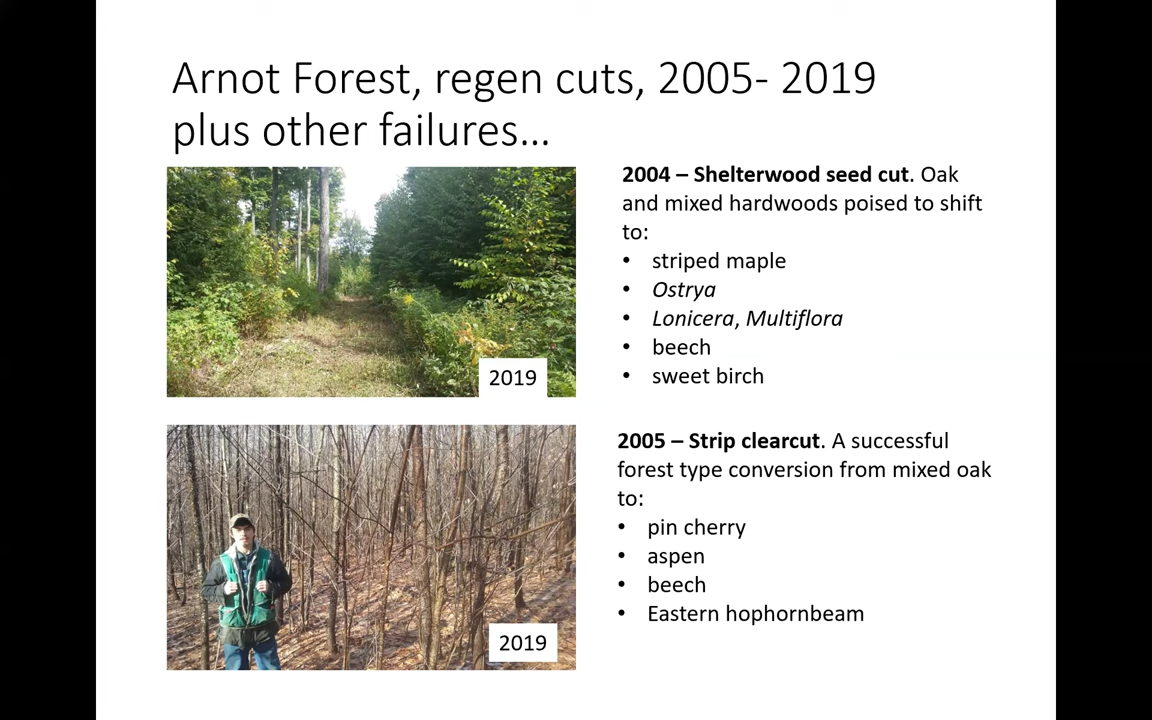 Arnot Forest, regen cuts, 2005- 2019
plus other failures...
2004 – Shelterwood seed cut. Oak
and mixed hardwoods poised to shift
to:
• striped maple
• Ostrya
• Lonicera, Multiflora
• beech
• sweet birch
2019
2005 – Strip clearcut. A successful
forest type conversion from mixed oak
to:
• pin cherry
• aspen
• beech
• Eastern hophornbeam
2019